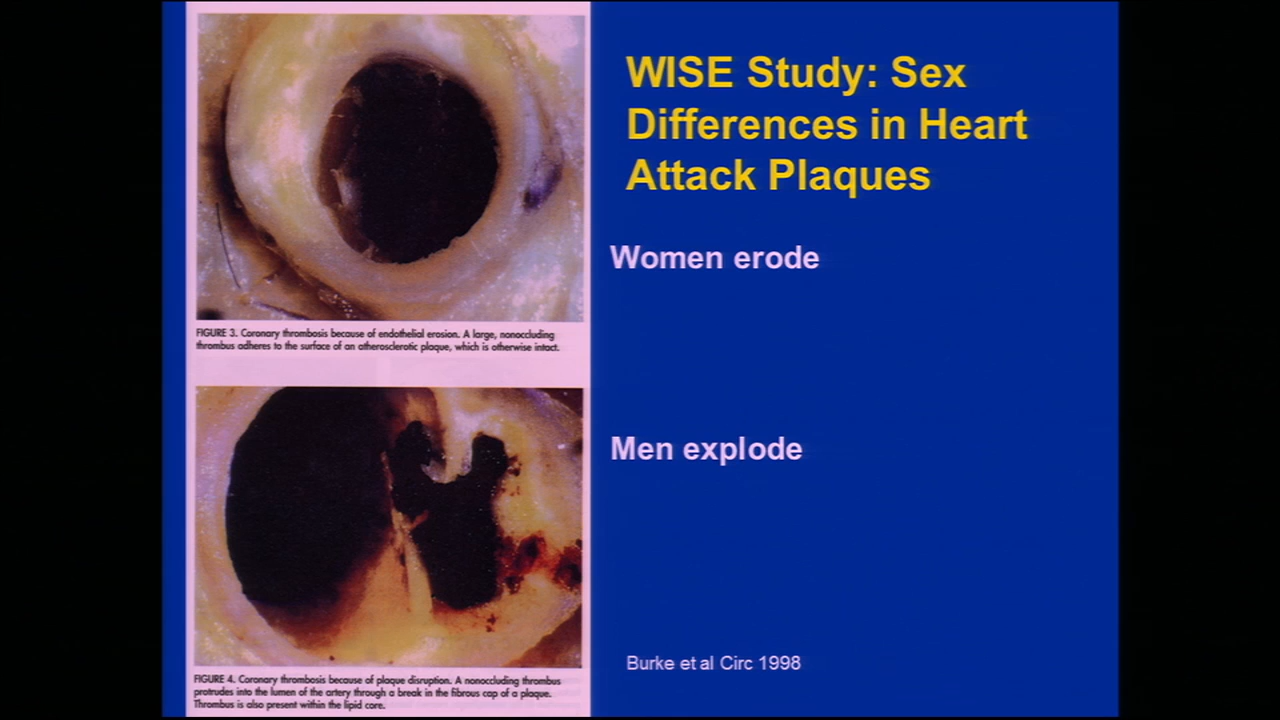 WISE Study: Sex
Differences in Heart
Attack Plaques
Women erode
FIGURE 3. Coronary thrombosis because of endothelial erosion. A large, nonoccluding
thrombus adheres to the surface of an atherosclerotic plaque, which is otherwise intact.
Men explode
FIGURE 4. Coronary thrombosis because of plaque disruption. A nonoccluding thrombus
protrudes into the lumen of the artery through a break in the fibrous cap of a plaque.
Thrombus is also present within the lipid core.
Burke et al Circ 1998